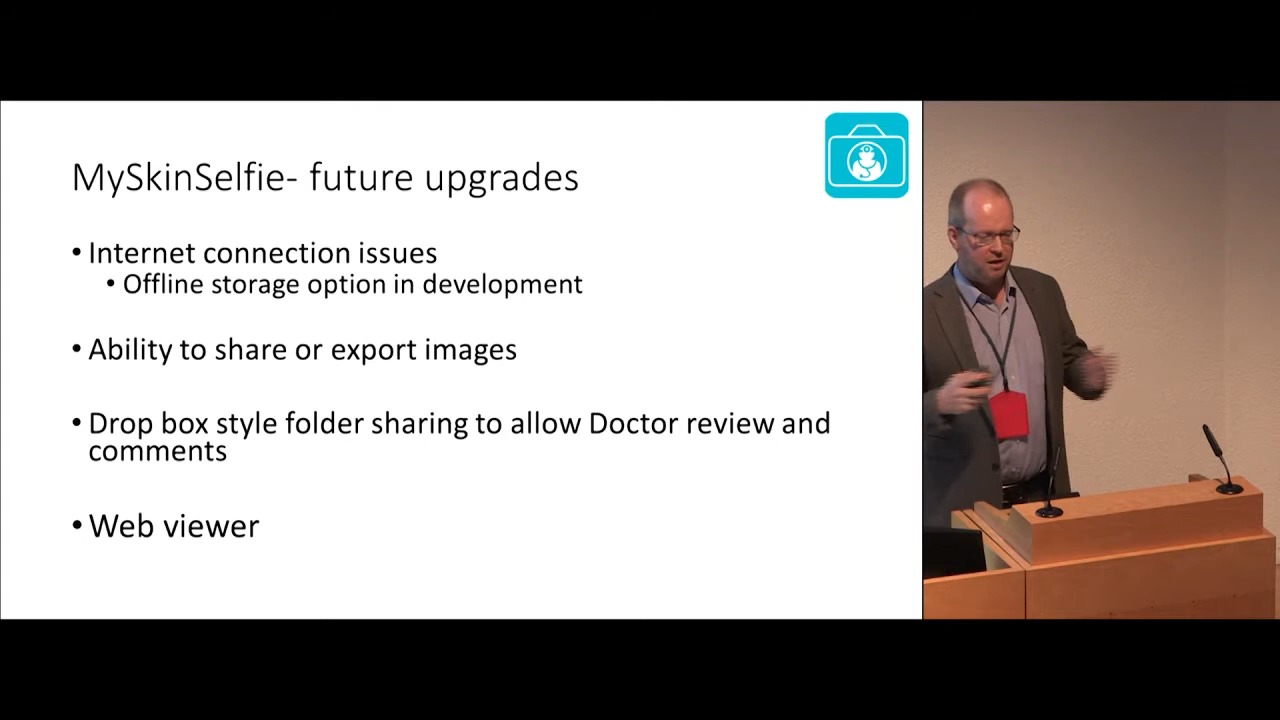 MySkinSelfie- future upgrades
• Internet connection issues
• Offline storage option in development
• Ability to share or export images
• Drop box style folder sharing to allow Doctor review and
comments
• Web viewer